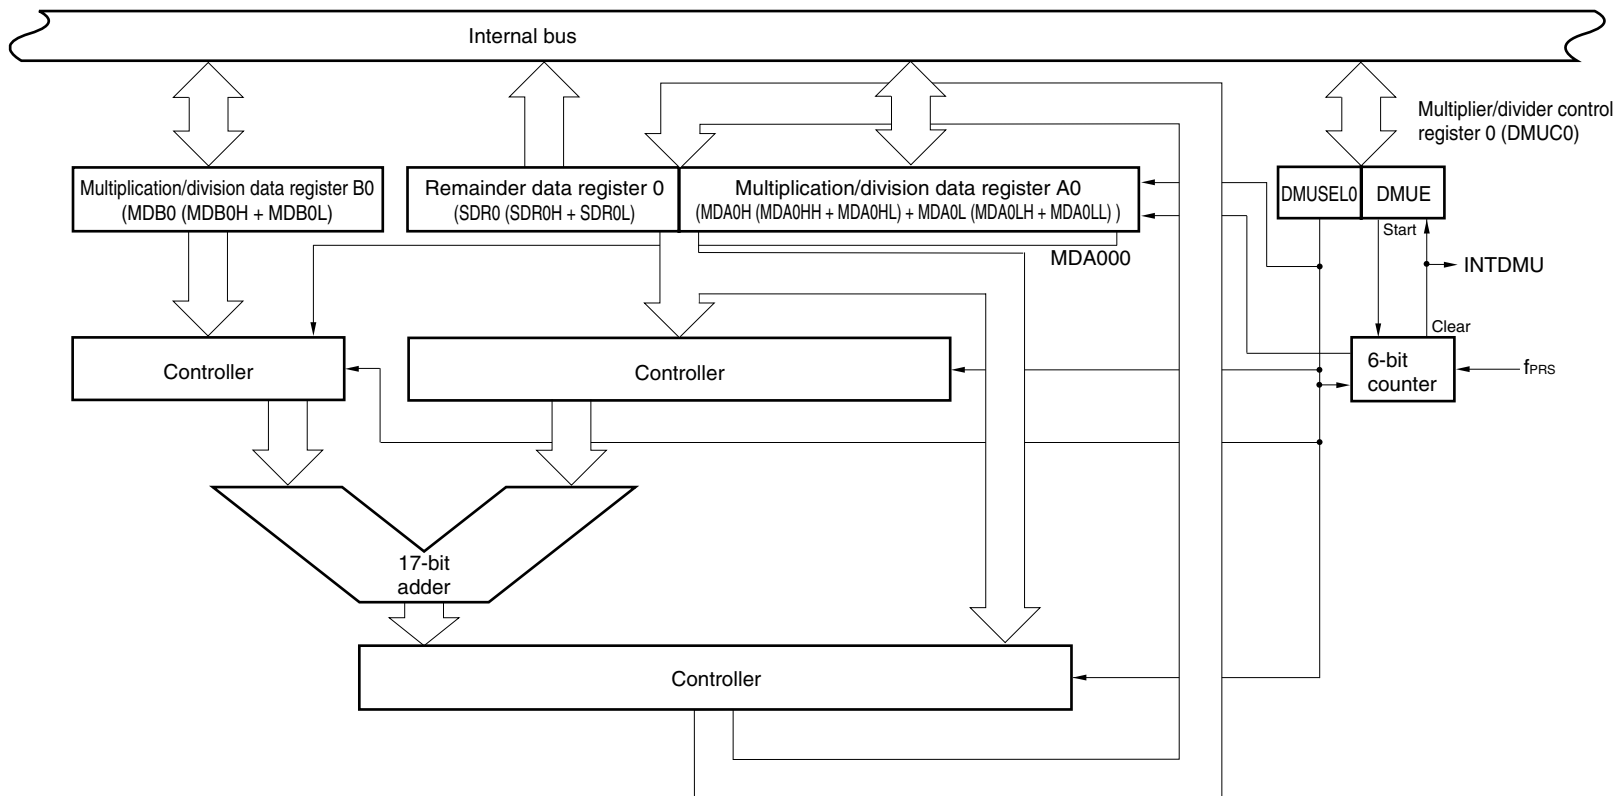 Internal bus
Multiplier/divider control
register 0 (DMUC0)
Multiplication/division data register B0
(MDB0 (MDB0H + MDB0L)
Remainder data register 0
(SDR0 (SDR0H + SDR0L)
Multiplication/division data register A0
(MDA0H (MDA0HH + MDA0HL) + MDA0L (MDA0LH + MDA0LL) )
DMUSEL0
DMUE
Start
MDA000
INTDMU
Clear
Controller
Controller
6-bit
counter
fPRS
17-bit
adder
Controller